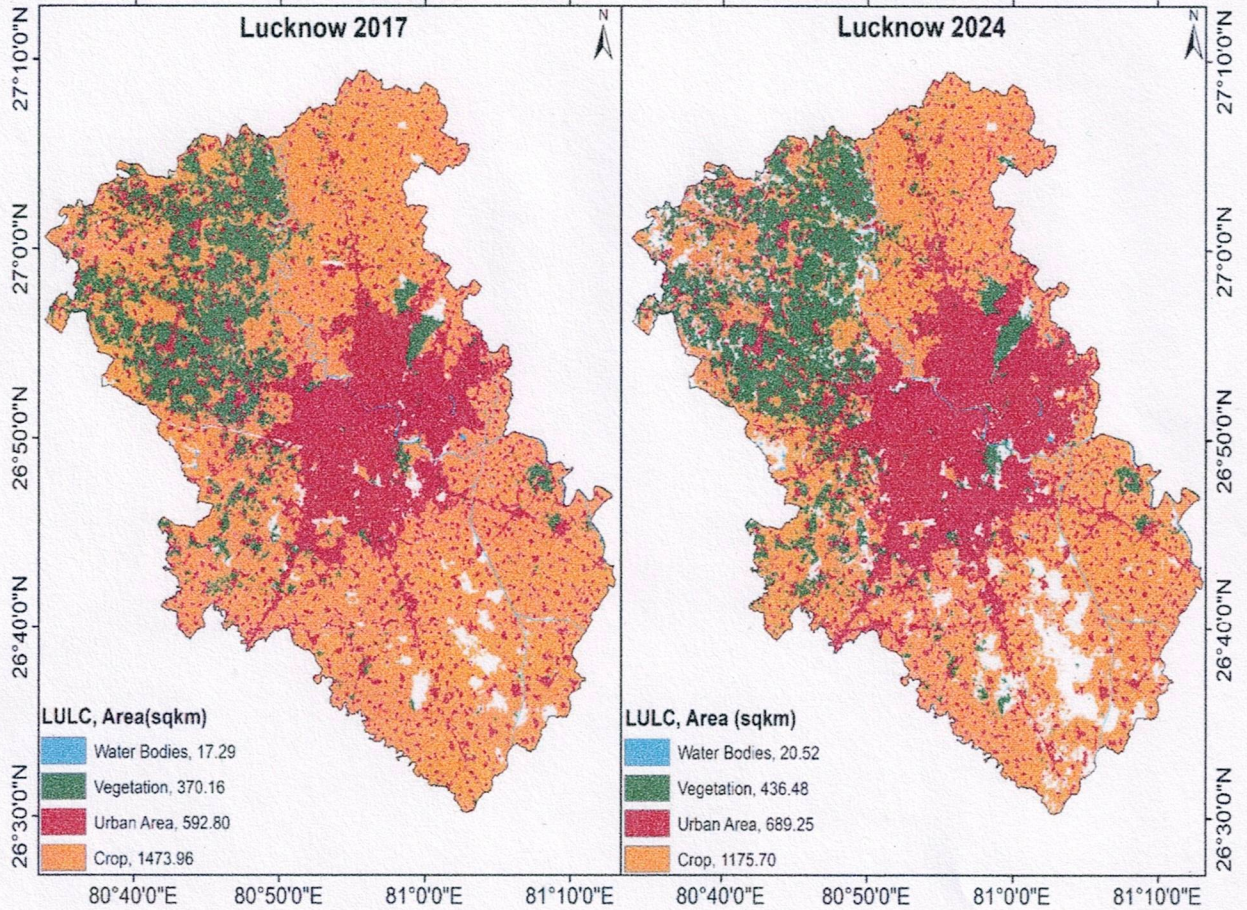 Lucknow 2017
N
27°10'0"N
27°0'0"N
26°50'0"N
26°40'0"N
26°30'0"N
LULC, Area(sqkm)
Water Bodies, 17.29
Vegetation, 370.16
Urban Area, 592.80
Crop, 1473.96
80°40'0"E
80°50'0"E
81°0'0"E
81°10'0"E
Lucknow 2024
N
27°10'0"N
27°0'0"N
26°50'0"N
26°40'0"N
26°30'0"N
LULC, Area (sqkm)
Water Bodies, 20.52
Vegetation, 436.48
Urban Area, 689.25
Crop, 1175.70
80°40'0"E
80°50'0"E
81°0'0"E
81°10'0"E